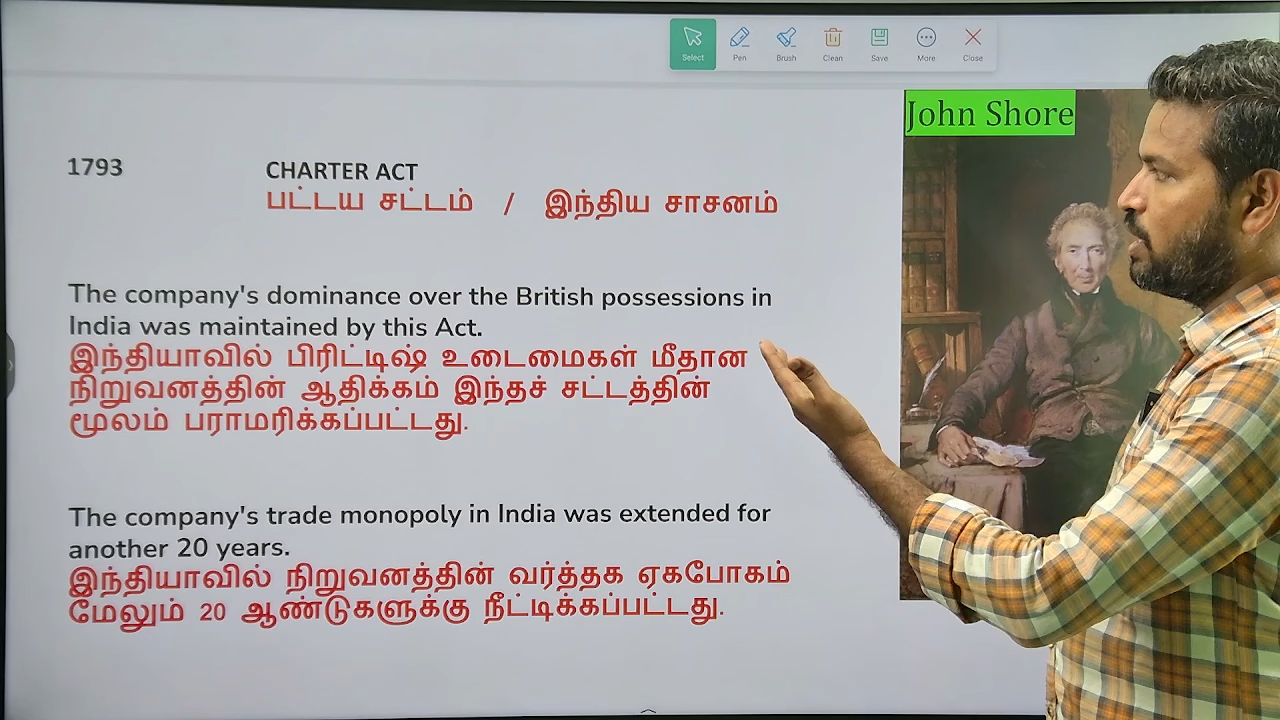 Select Pen Brush Clean Save More Close
John Shore
1793 CHARTER ACT
பட்டய சட்டம் / இந்திய சாசனம்
The company's dominance over the British possessions in
India was maintained by this Act.
இந்தியாவில் பிரிட்டிஷ் உடைமைகள் மீதான
நிறுவனத்தின் ஆதிக்கம் இந்தச் சட்டத்தின்
மூலம் பராமரிக்கப்பட்டது.
The company's trade monopoly in India was extended for
another 20 years.
இந்தியாவில் நிறுவனத்தின் வர்த்தக ஏகபோகம்
மேலும் 20 ஆண்டுகளுக்கு நீட்டிக்கப்பட்டது.